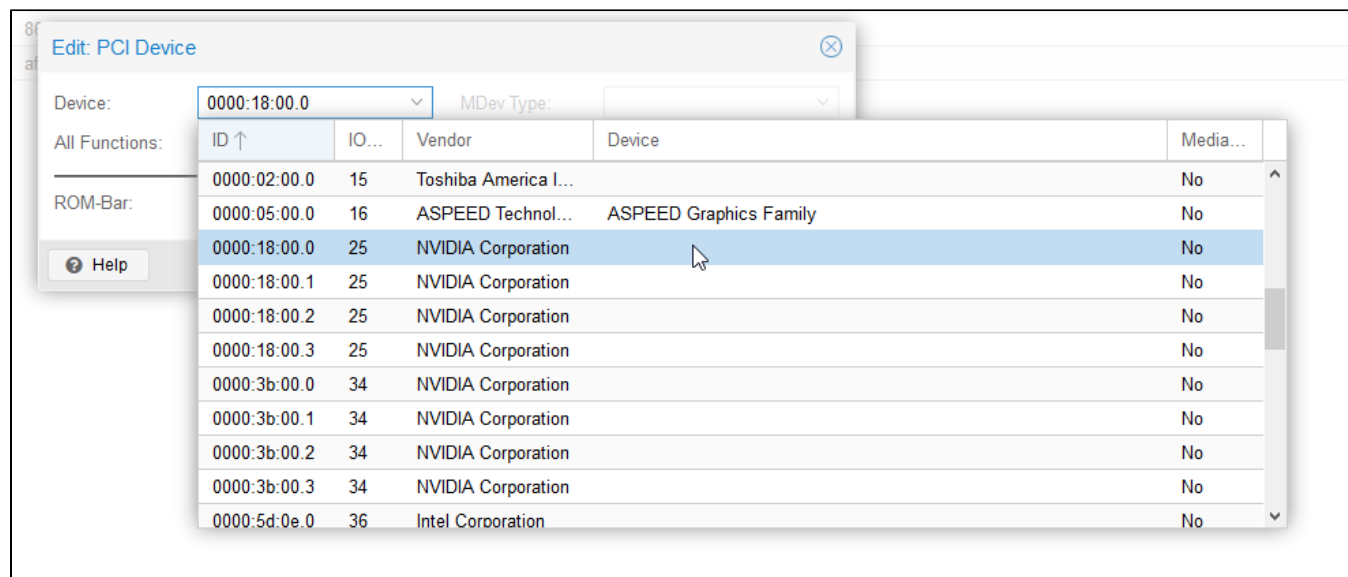 Edit: PCI Device
Device: 0000:18:00.0 MDev Type:
All Functions:
ROM-Bar:
Help
ID IO... Vendor Device Media...
0000:02:00.0 15 Toshiba America I... No
0000:05:00.0 16 ASPEED Technol... ASPEED Graphics Family No
0000:18:00.0 25 NVIDIA Corporation No
0000:18:00.1 25 NVIDIA Corporation No
0000:18:00.2 25 NVIDIA Corporation No
0000:18:00.3 25 NVIDIA Corporation No
0000:3b:00.0 34 NVIDIA Corporation No
0000:3b:00.1 34 NVIDIA Corporation No
0000:3b:00.2 34 NVIDIA Corporation No
0000:3b:00.3 34 NVIDIA Corporation No
0000:5d:0e.0 36 Intel Corporation No